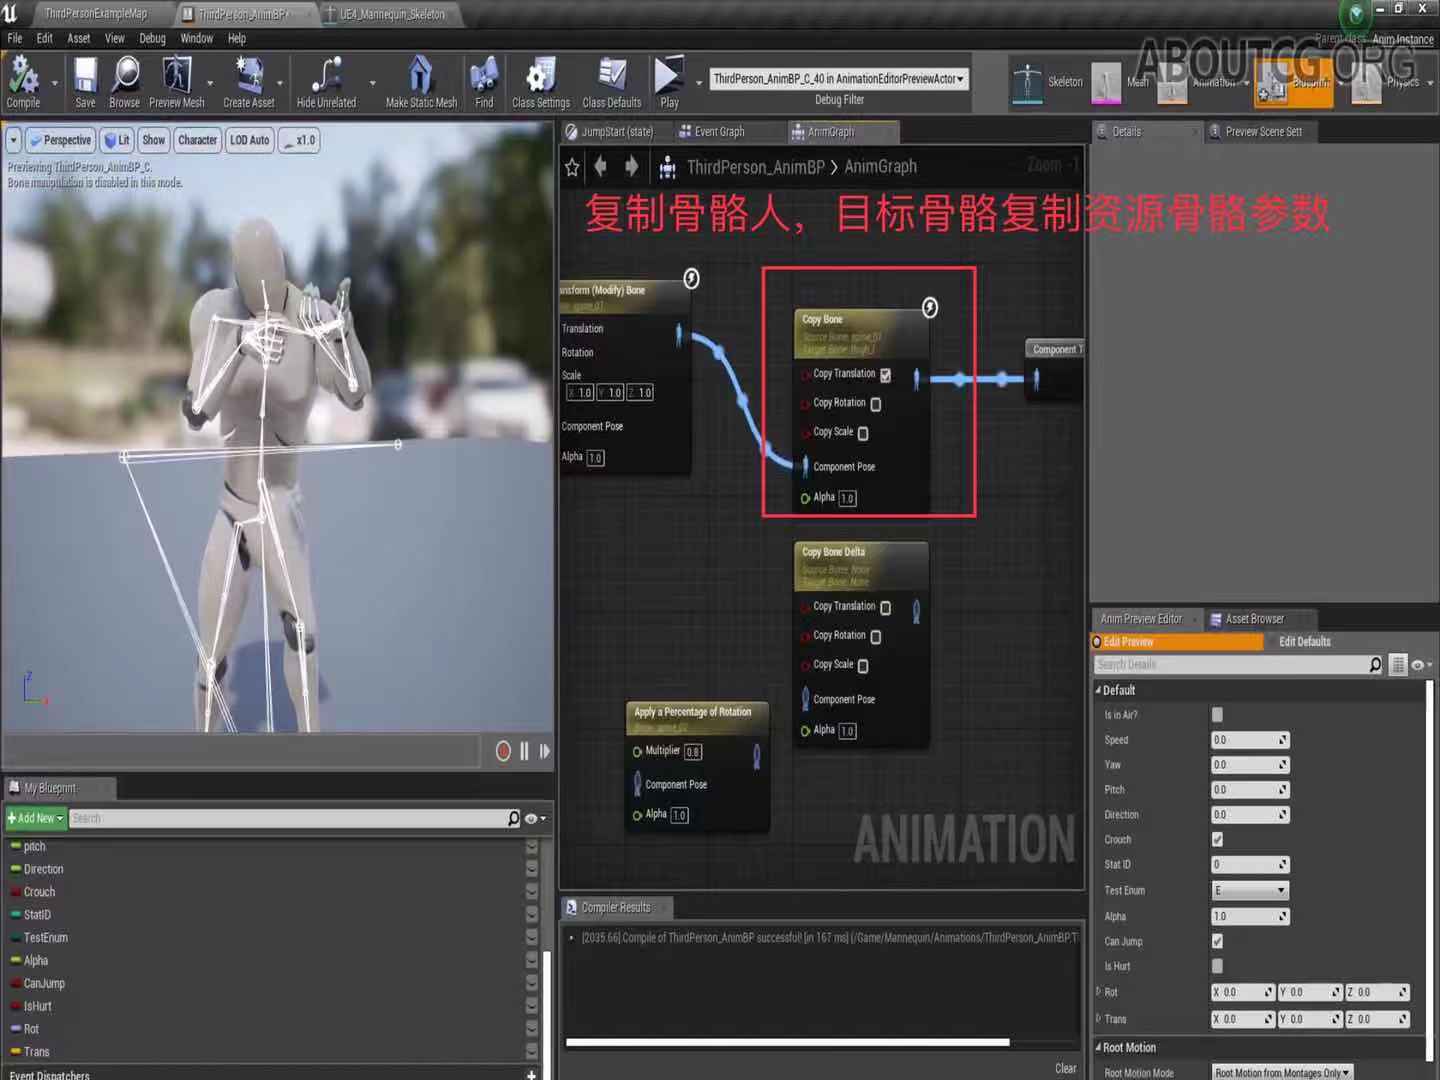 ThirdPersonExampleMap
ThirdPerson_AnimBP*
UE4_Mannequin_Skeleton
File Edit Asset View Debug Window Help
Parent class: Anim Instance
ABOUTCG.ORG
Compile
Save
Browse
Preview Mesh
Create Asset
Hide Unrelated
Make Static Mesh
Find
Class Settings
Class Defaults
Play
ThirdPerson_AnimBP_C_40 in AnimationEditorPreviewActor
Debug Filter
Skeleton
Mesh
Animation
Blueprint
Physics
Perspective
Lit
Show
Character
LOD Auto
x1.0
Previewing ThirdPerson_AnimBP_C.
Bone manipulation is disabled in this mode.
JumpStart (state)
Event Graph
AnimGraph
Details
Preview Scene Sett
ThirdPerson_AnimBP > AnimGraph
Zoom -1
复制骨骼人，目标骨骼复制资源骨骼参数
ansform (Modify) Bone
Translation
Rotation
Scale
X 1.0 Y 1.0 Z 1.0
Component Pose
Alpha 1.0
Copy Bone
Source Bone: spine_01
Target Bone: thigh_l
Copy Translation
Copy Rotation
Copy Scale
Component Pose
Alpha 1.0
Component T
Copy Bone Delta
Source Bone: None
Target Bone: None
Copy Translation
Copy Rotation
Copy Scale
Component Pose
Alpha 1.0
Apply a Percentage of Rotation
Multiplier 0.8
Component Pose
Alpha 1.0
ANIMATION
Z
My Blueprint
Add New
Search
pitch
Direction
Crouch
StatID
TestEnum
Alpha
CanJump
IsHurt
Rot
Trans
Event Dispatchers
Compiler Results
[2035.66] Compile of ThirdPerson_AnimBP successful! [in 167 ms] (/Game/Mannequin/Animations/ThirdPerson_AnimBP.T
Clear
Anim Preview Editor
Asset Browser
Edit Preview
Edit Defaults
Search Details
Default
Is in Air?
Speed 0.0
Yaw 0.0
Pitch 0.0
Direction 0.0
Crouch
Stat ID 0
Test Enum E
Alpha 1.0
Can Jump
Is Hurt
Rot X 0.0 Y 0.0 Z 0.0
Trans X 0.0 Y 0.0 Z 0.0
Root Motion
Root Motion Mode Root Motion from Montages Only